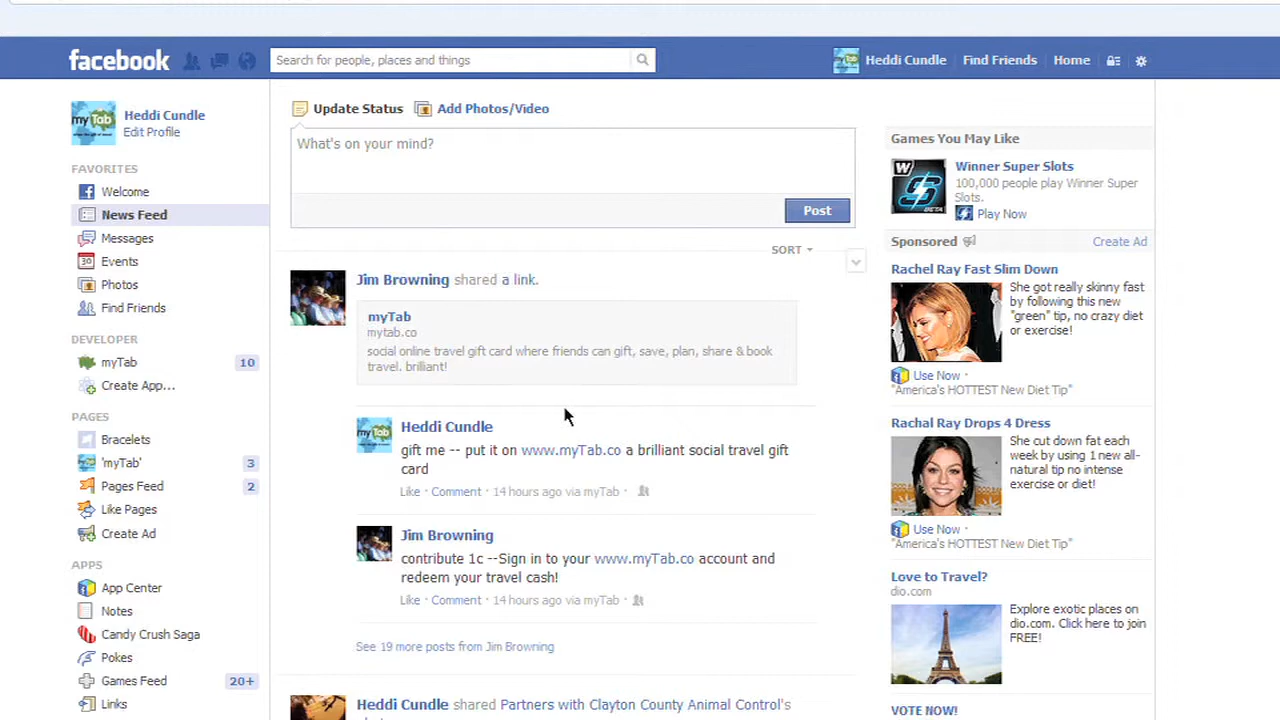 facebook
Search for people, places and things
Heddi Cundle
Find Friends
Home
Heddi Cundle
Edit Profile
FAVORITES
Welcome
News Feed
Messages
30
Events
Photos
Find Friends
DEVELOPER
myTab
10
Create App...
PAGES
Bracelets
'myTab'
3
Pages Feed
2
Like Pages
Create Ad
APPS
App Center
Notes
Candy Crush Saga
Pokes
Games Feed
20+
Links
Update Status
Add Photos/Video
What's on your mind?
Post
SORT
Jim Browning shared a link.
myTab
mytab.co
social online travel gift card where friends can gift, save, plan, share & book
travel. brilliant!
my Tab
Heddi Cundle
gift me -- put it on www.myTab.co a brilliant social travel gift
card
Like · Comment · 14 hours ago via myTab ·
Jim Browning
contribute 1c --Sign in to your www.myTab.co account and
redeem your travel cash!
Like · Comment · 14 hours ago via myTab ·
See 19 more posts from Jim Browning
Heddi Cundle shared Partners with Clayton County Animal Control's
Games You May Like
W
S
BETA
Winner Super Slots
100,000 people play Winner Super
Slots.
Play Now
Sponsored
Create Ad
Rachel Ray Fast Slim Down
She got really skinny fast
by following this new
"green" tip, no crazy diet
or exercise!
Use Now ·
"America's HOTTEST New Diet Tip"
Rachal Ray Drops 4 Dress
She cut down fat each
week by using 1 new all-
natural tip no intense
exercise or diet!
Use Now ·
"America's HOTTEST New Diet Tip"
Love to Travel?
dio.com
Explore exotic places on
dio.com. Click here to join
FREE!
VOTE NOW!